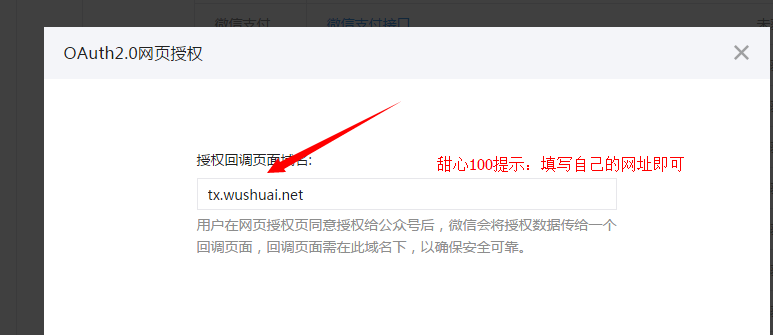 微信支付 微信支付接口 未
OAuth2.0网页授权
授权回调页面域名:
甜心100提示：填写自己的网址即可
tx.wushuai.net
用户在网页授权页同意授权给公众号后，微信会将授权数据传给一个
回调页面，回调页面需在此域名下，以确保安全可靠。